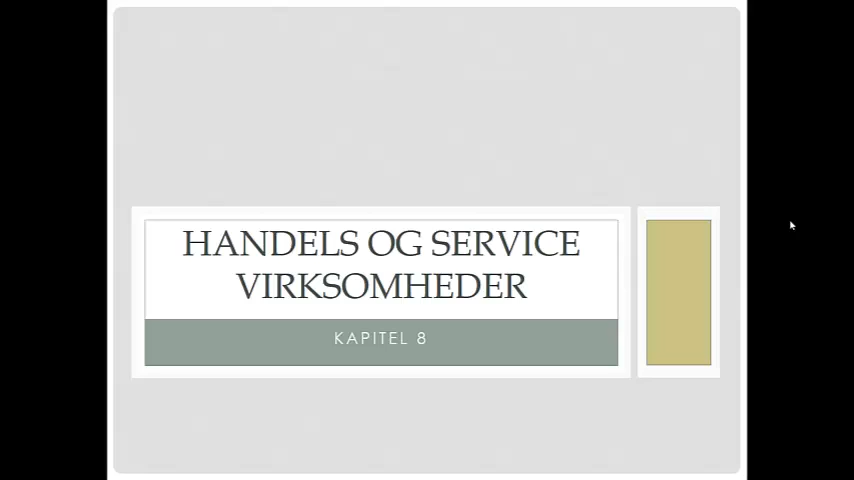 HANDELS OG SERVICE
VIRKSOMHEDER
KAPITEL 8